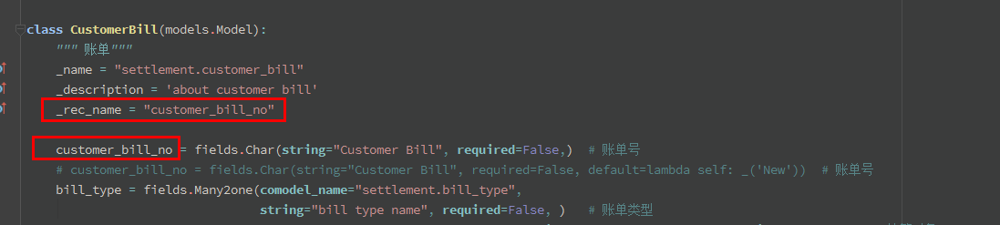 class CustomerBill(models.Model):
""" 账单"""
_name = "settlement.customer_bill"
_description = 'about customer bill'
_rec_name = "customer_bill_no"
customer_bill_no = fields.Char(string="Customer Bill", required=False,) # 账单号
# customer_bill_no = fields.Char(string="Customer Bill", required=False, default=lambda self: _('New')) # 账单号
bill_type = fields.Many2one(comodel_name="settlement.bill_type",
string="bill type name", required=False, ) # 账单类型